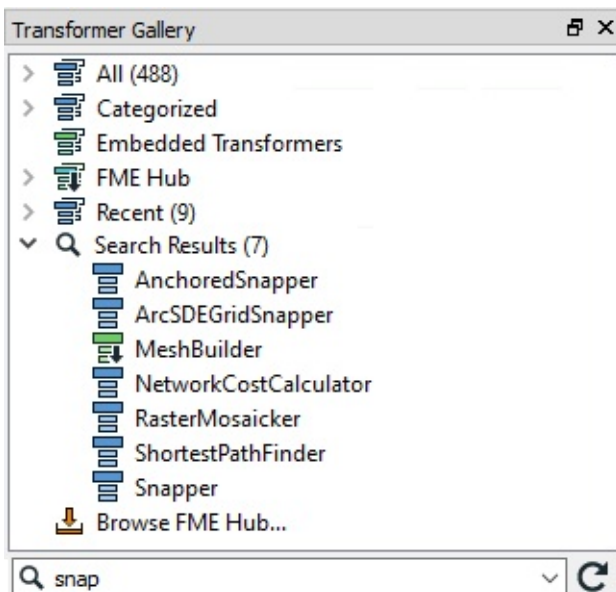 Transformer Gallery
All (488)
Categorized
Embedded Transformers
FME Hub
Recent (9)
Search Results (7)
AnchoredSnapper
ArcSDEGridSnapper
MeshBuilder
NetworkCostCalculator
RasterMosaicker
ShortestPathFinder
Snapper
Browse FME Hub...
snap